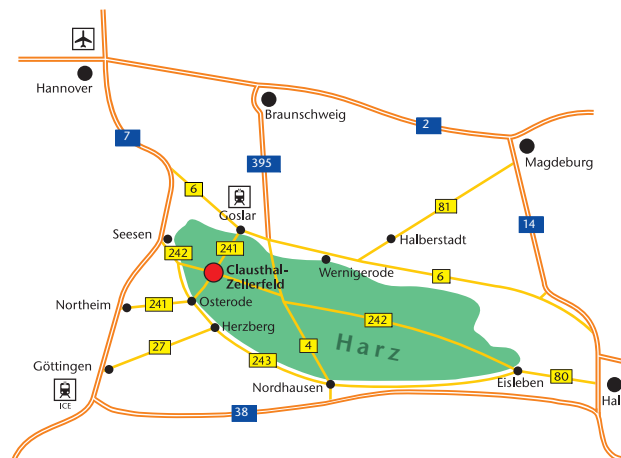 Hannover
Braunschweig
2
7
Magdeburg
395
6
81
Goslar
14
Seesen
241
Halberstadt
242
Clausthal-
Zellerfeld
Wernigerode
6
Northeim
241
Osterode
242
Herzberg
27
4
Harz
243
Göttingen
Nordhausen
Eisleben
80
Hal
ICE
38